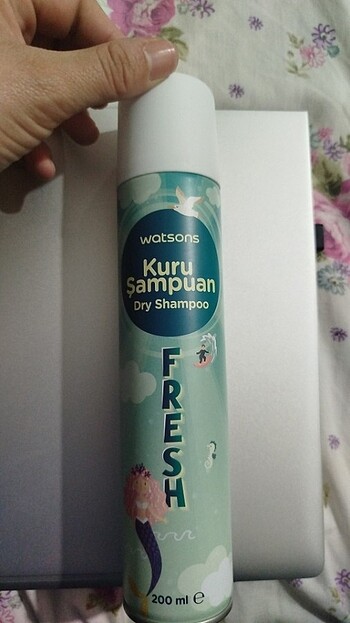 watsons
Kuru
Şampuan
Dry Shampoo
FRESH
200 ml ℮